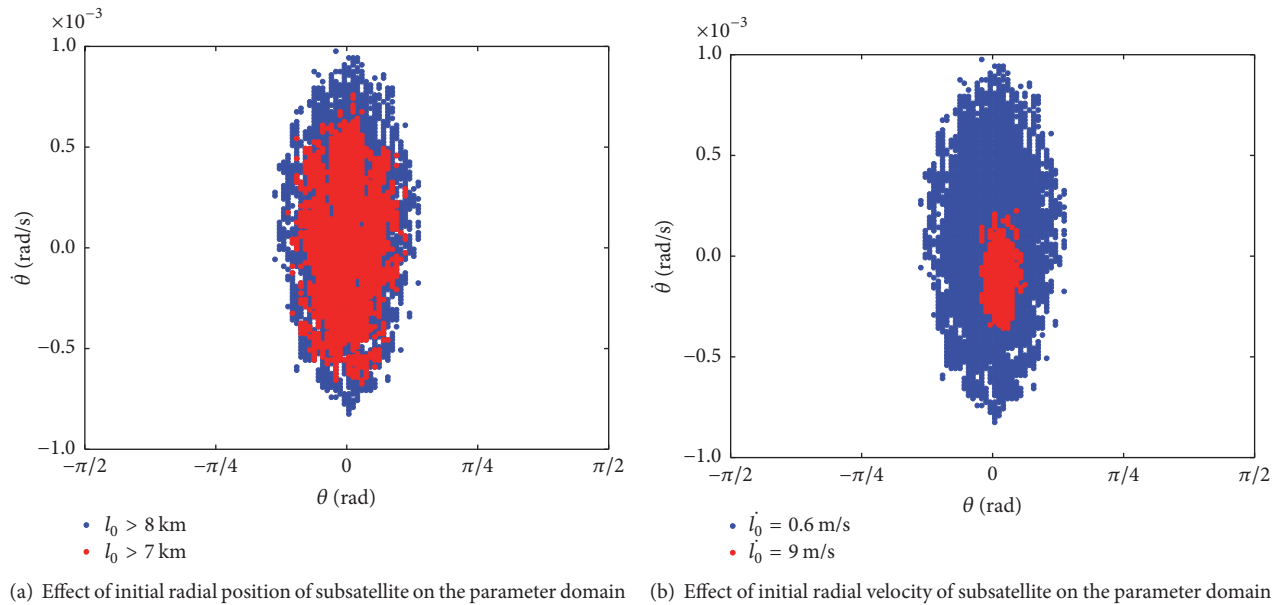 ×10⁻³
1.0
0.5
0.0
−0.5
−1.0
θ̇ (rad/s)
−π/2
−π/4
0
π/4
π/2
θ (rad)
l₀ > 8 km
l₀ > 7 km
(a) Effect of initial radial position of subsatellite on the parameter domain
×10⁻³
1.0
0.5
0.0
−0.5
−1.0
θ̇ (rad/s)
−π/2
−π/4
0
π/4
π/2
θ (rad)
l̇₀ = 0.6 m/s
l̇₀ = 9 m/s
(b) Effect of initial radial velocity of subsatellite on the parameter domain